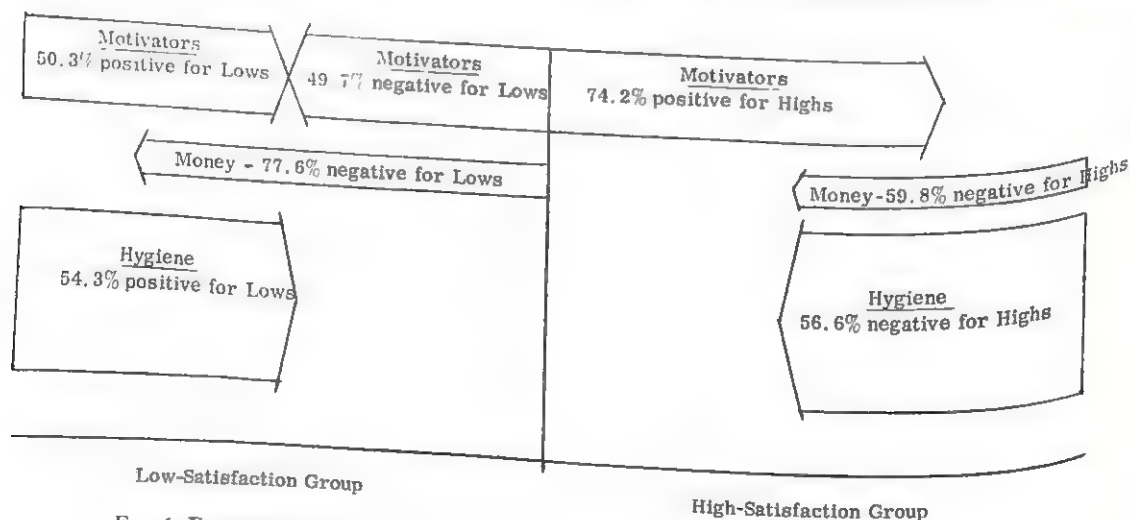 Motivators
50.3% positive for Lows
Motivators
49 7% negative for Lows
Motivators
74.2% positive for Highs
Money - 77.6% negative for Lows
Money-59.8% negative for Highs
Hygiene
54.3% positive for Lows
Hygiene
56.6% negative for Highs
Low-Satisfaction Group
High-Satisfaction Group